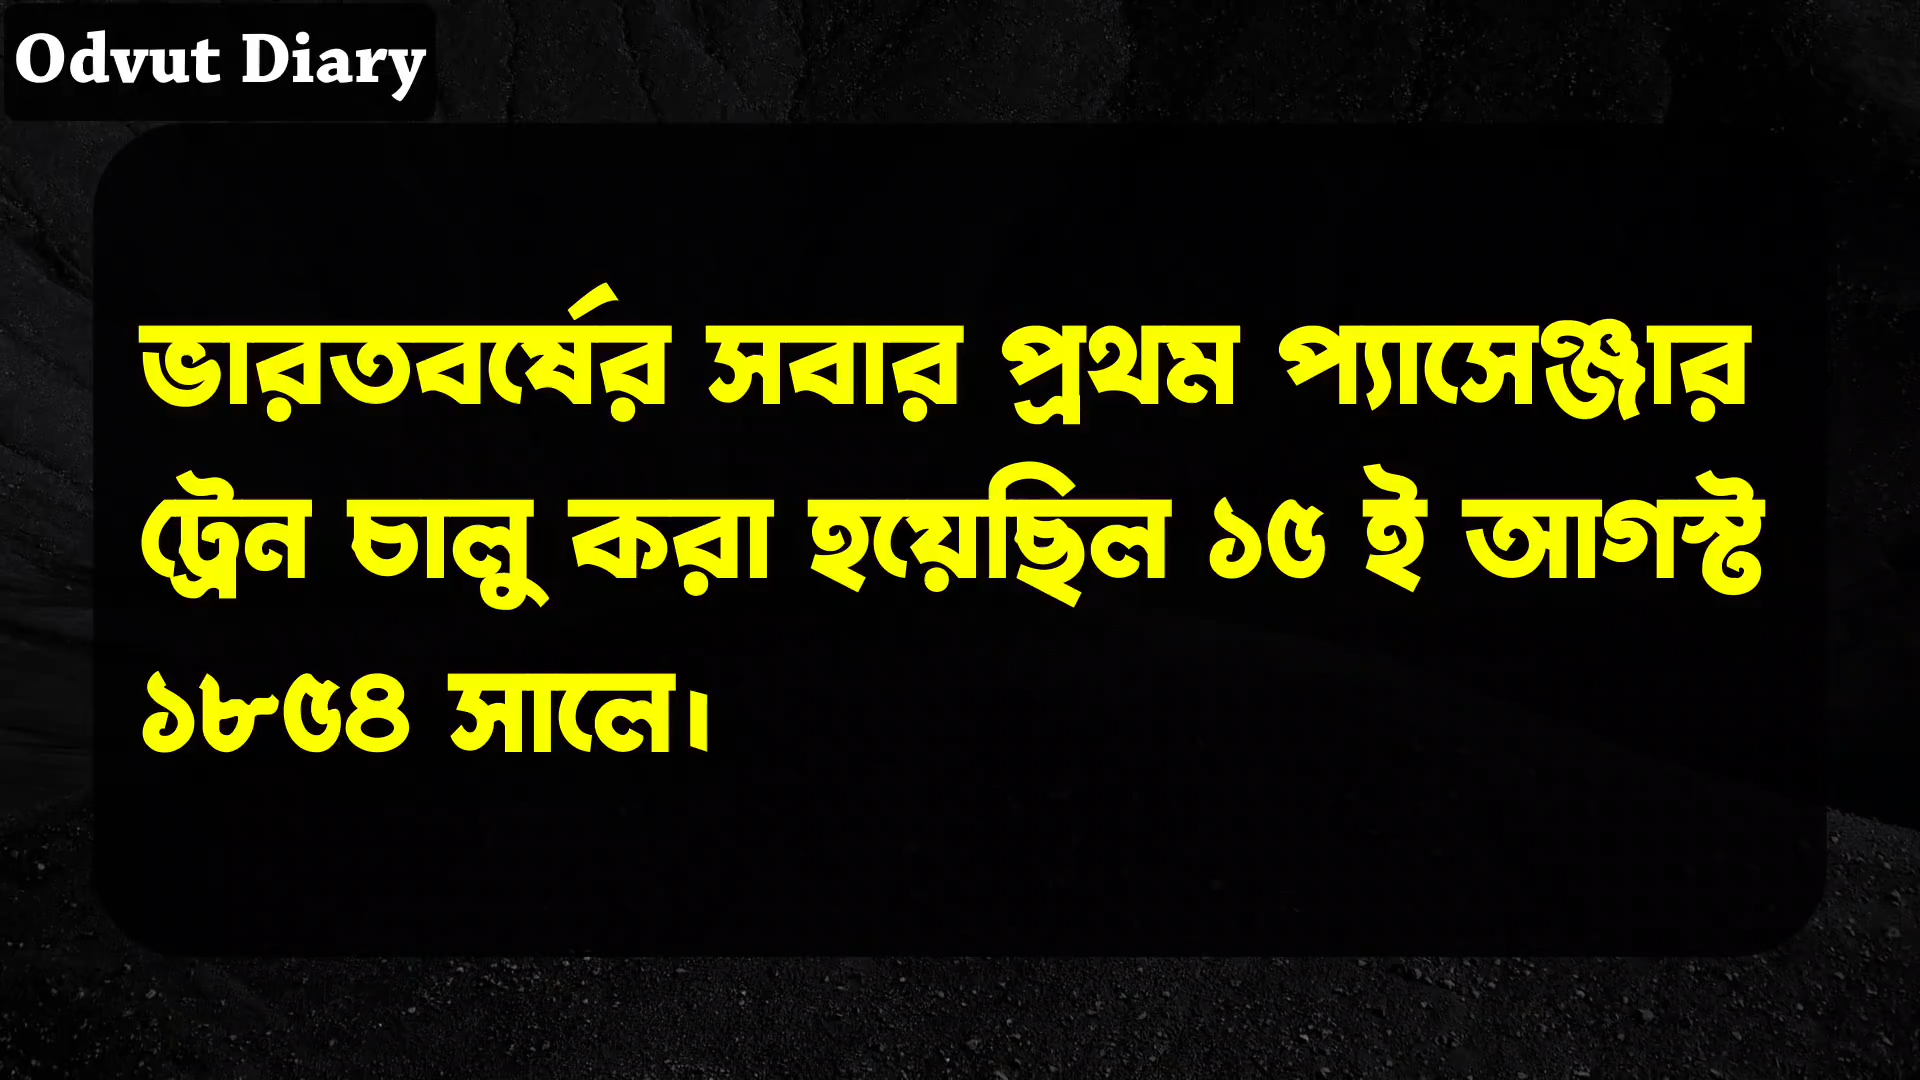 Odvut Diary
ভারতবর্ষের সবার প্রথম প্যাসেঞ্জার
ট্রেন চালু করা হয়েছিল ১৫ ই আগস্ট
১৮৫৪ সালে।